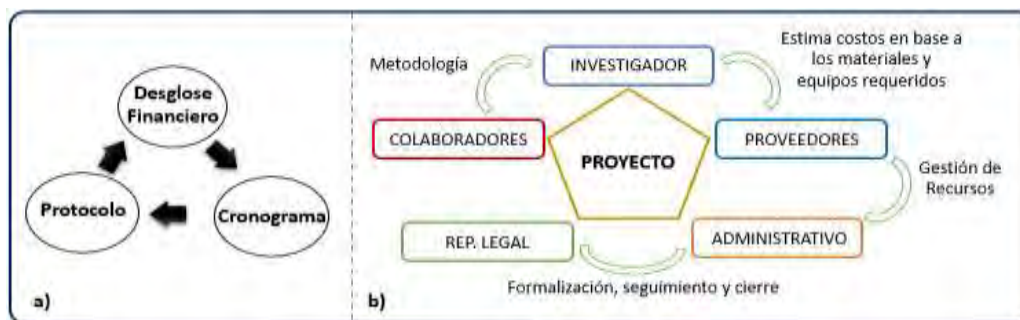 Desglose
Financiero
Protocolo
Cronograma
a)
Metodología
INVESTIGADOR
Estima costos en base a
los materiales y
equipos requeridos
COLABORADORES
PROYECTO
PROVEEDORES
Gestión de
Recursos
REP. LEGAL
ADMINISTRATIVO
Formalización, seguimiento y cierre
b)